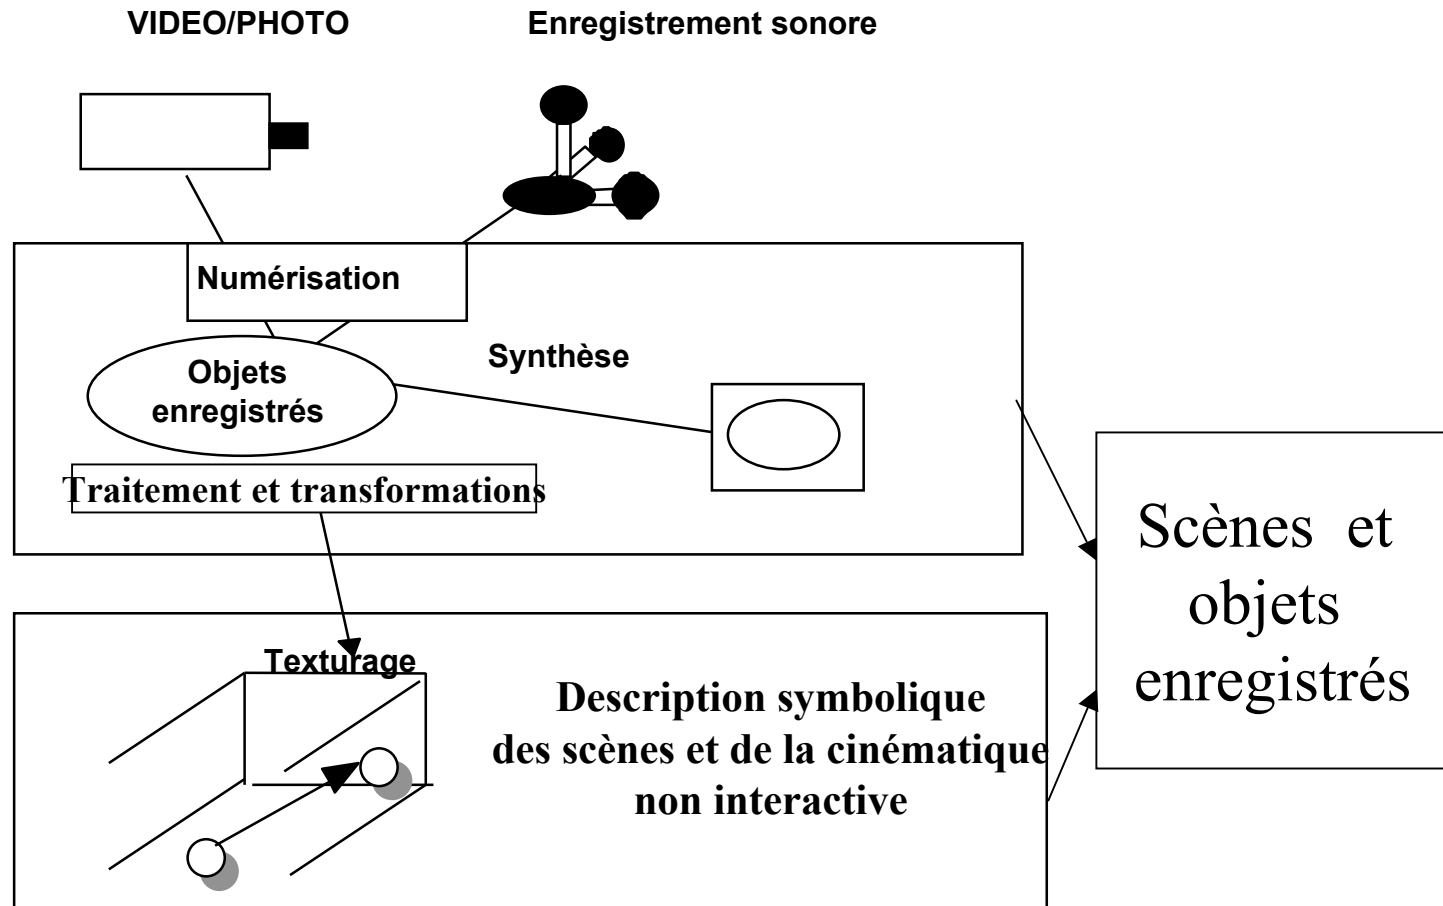 VIDEO/PHOTO
Enregistrement sonore
Numérisation
Objets
enregistrés
Synthèse
Traitement et transformations
Texturage
Description symbolique
des scènes et de la cinématique
non interactive
Scènes et
objets
enregistrés